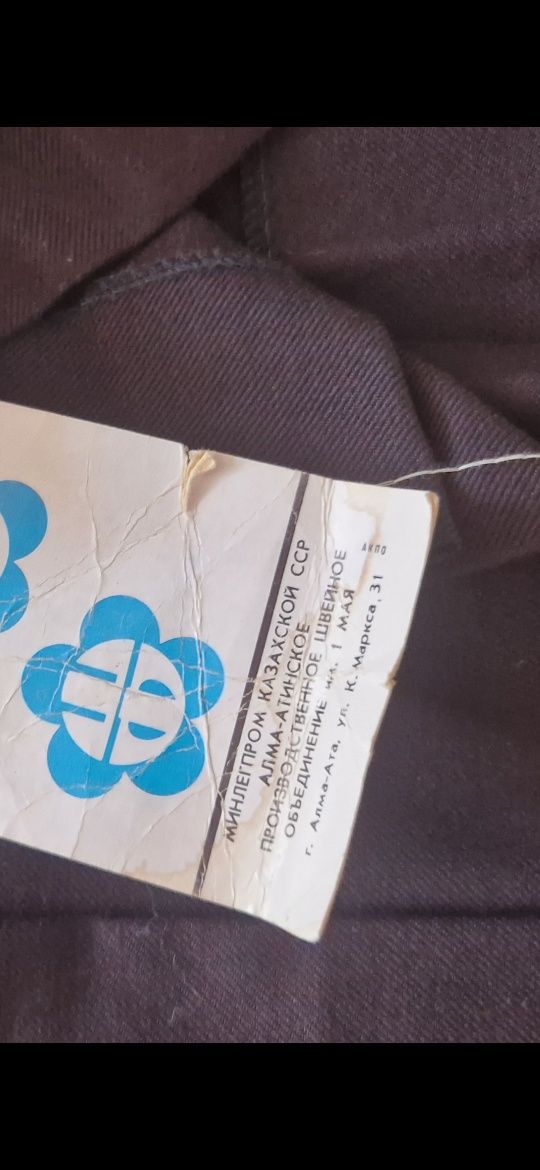 МИНЛЕГПРОМ КАЗАХСКОЙ ССР
АЛМА-АТИНСКОЕ
ПРОИЗВОДСТВЕННОЕ ШВЕЙНОЕ
ОБЪЕДИНЕНИЕ им. 1 МАЯ
г. Алма-Ата, ул. К. Маркса, 31
АКПО